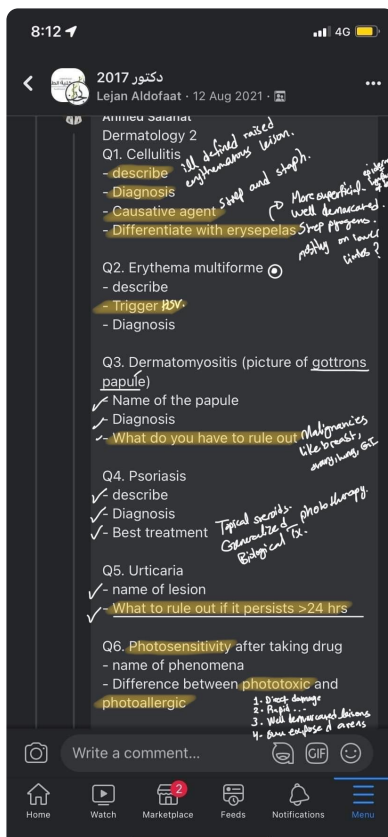 8:12
4G
دكتور 2017
Lejan Aldofaat · 12 Aug 2021 ·
Ahmed Salahat
Dermatology 2
Q1. Cellulitis
ill defined raised
erythematous leison.
- describe
- Diagnosis
- Causative agent
strep and staph.
- Differentiate with erysepelas
More superficial.
well demarcated.
Strep pyogens.
mostly on lower
limbs?
Q2. Erythema multiforme
- describe
- Trigger HSV.
- Diagnosis
Q3. Dermatomyositis (picture of gottrons
papule)
- Name of the papule
- Diagnosis
- What do you have to rule out
Malignancies
like breast,
lung, GI
Q4. Psoriasis
- describe
- Diagnosis
- Best treatment
Topical steroids.
Generalized phototherapy.
Biological Tx.
Q5. Urticaria
- name of lesion
- What to rule out if it persists >24 hrs
Q6. Photosensitivity after taking drug
- name of phenomena
- Difference between phototoxic and
photoallergic
1. Direct damage
2. Rapid ...
3. Well demarcated leisons
4. Sun exposed areas
Write a comment...
GIF
2
Home
Watch
Marketplace
Feeds
Notifications
Menu